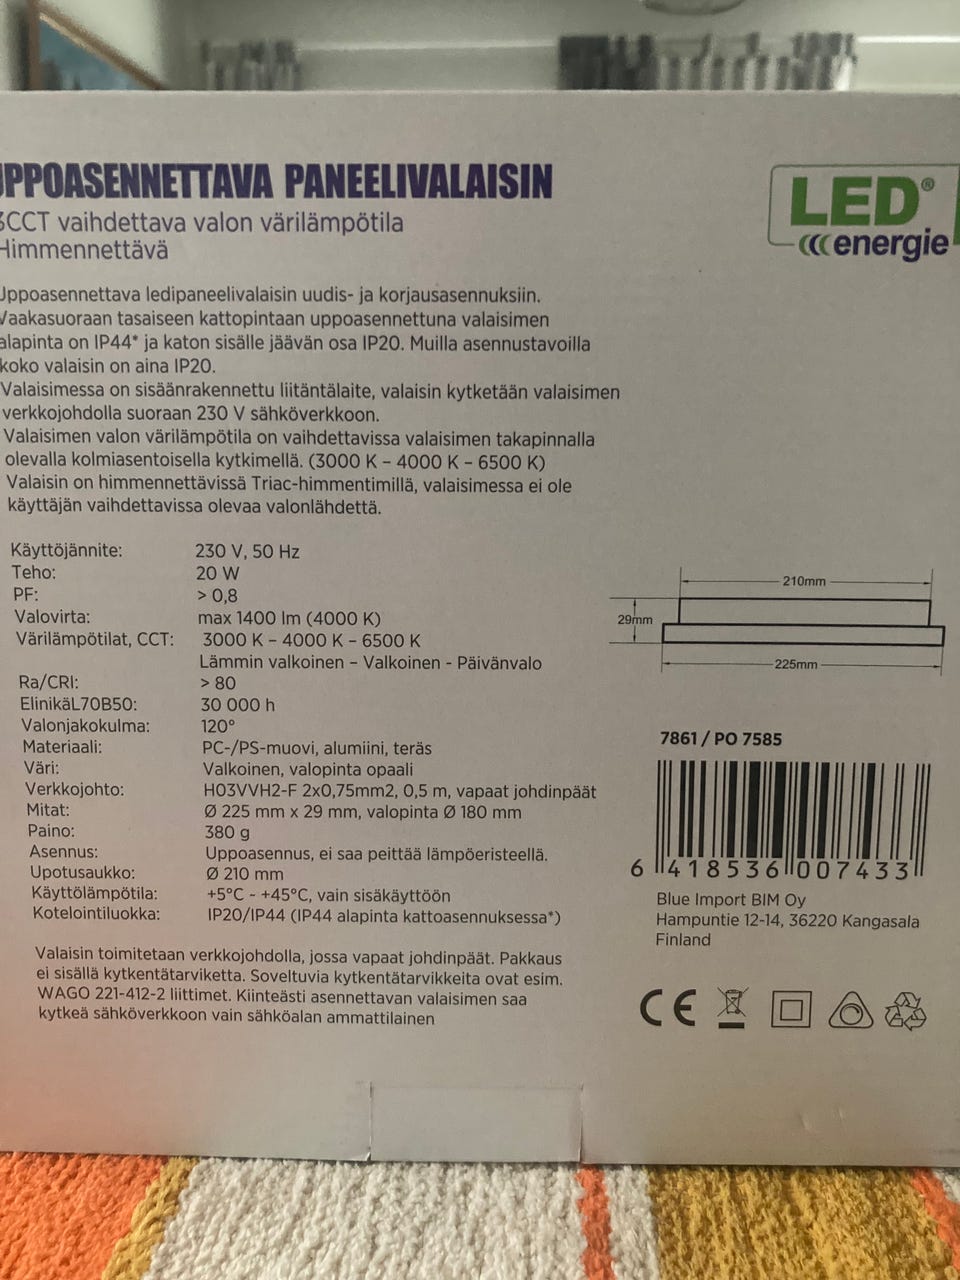 UPPOASENNETTAVA PANEELIVALAISIN
3CCT vaihdettava valon värilämpötila
Himmennettävä
LED®
energie
Uppoasennettava ledipaneelivalaisin uudis- ja korjausasennuksiin.
Vaakasuoraan tasaiseen kattopintaan uppoasennettuna valaisimen
alapinta on IP44* ja katon sisälle jäävän osa IP20. Muilla asennustavoilla
koko valaisin on aina IP20.
Valaisimessa on sisäänrakennettu liitäntälaite, valaisin kytketään valaisimen
verkkojohdolla suoraan 230 V sähköverkkoon.
Valaisimen valon värilämpötila on vaihdettavissa valaisimen takapinnalla
olevalla kolmiasentoisella kytkimellä. (3000 K – 4000 K – 6500 K)
Valaisin on himmennettävissä Triac-himmentimillä, valaisimessa ei ole
käyttäjän vaihdettavissa olevaa valonlähdettä.
Käyttöjännite: 230 V, 50 Hz
Teho: 20 W
PF: > 0,8
Valovirta: max 1400 lm (4000 K)
Värilämpötilat, CCT: 3000 K – 4000 K – 6500 K
Lämmin valkoinen – Valkoinen - Päivänvalo
Ra/CRI: > 80
ElinikäL70B50: 30 000 h
Valonjakokulma: 120°
Materiaali: PC-/PS-muovi, alumiini, teräs
Väri: Valkoinen, valopinta opaali
Verkkojohto: H03VVH2-F 2x0,75mm2, 0,5 m, vapaat johdinpäät
Mitat: Ø 225 mm x 29 mm, valopinta Ø 180 mm
Paino: 380 g
Asennus: Uppoasennus, ei saa peittää lämpöeristeellä.
Upotusaukko: Ø 210 mm
Käyttölämpötila: +5°C - +45°C, vain sisäkäyttöön
Kotelointiluokka: IP20/IP44 (IP44 alapinta kattoasennuksessa*)
Valaisin toimitetaan verkkojohdolla, jossa vapaat johdinpäät. Pakkaus
ei sisällä kytkentätarviketta. Soveltuvia kytkentätarvikkeita ovat esim.
WAGO 221-412-2 liittimet. Kiinteästi asennettavan valaisimen saa
kytkeä sähköverkkoon vain sähköalan ammattilainen
210mm
29mm
225mm
7861 / PO 7585
6 418536 007433
Blue Import BIM Oy
Hampuntie 12-14, 36220 Kangasala
Finland
CE